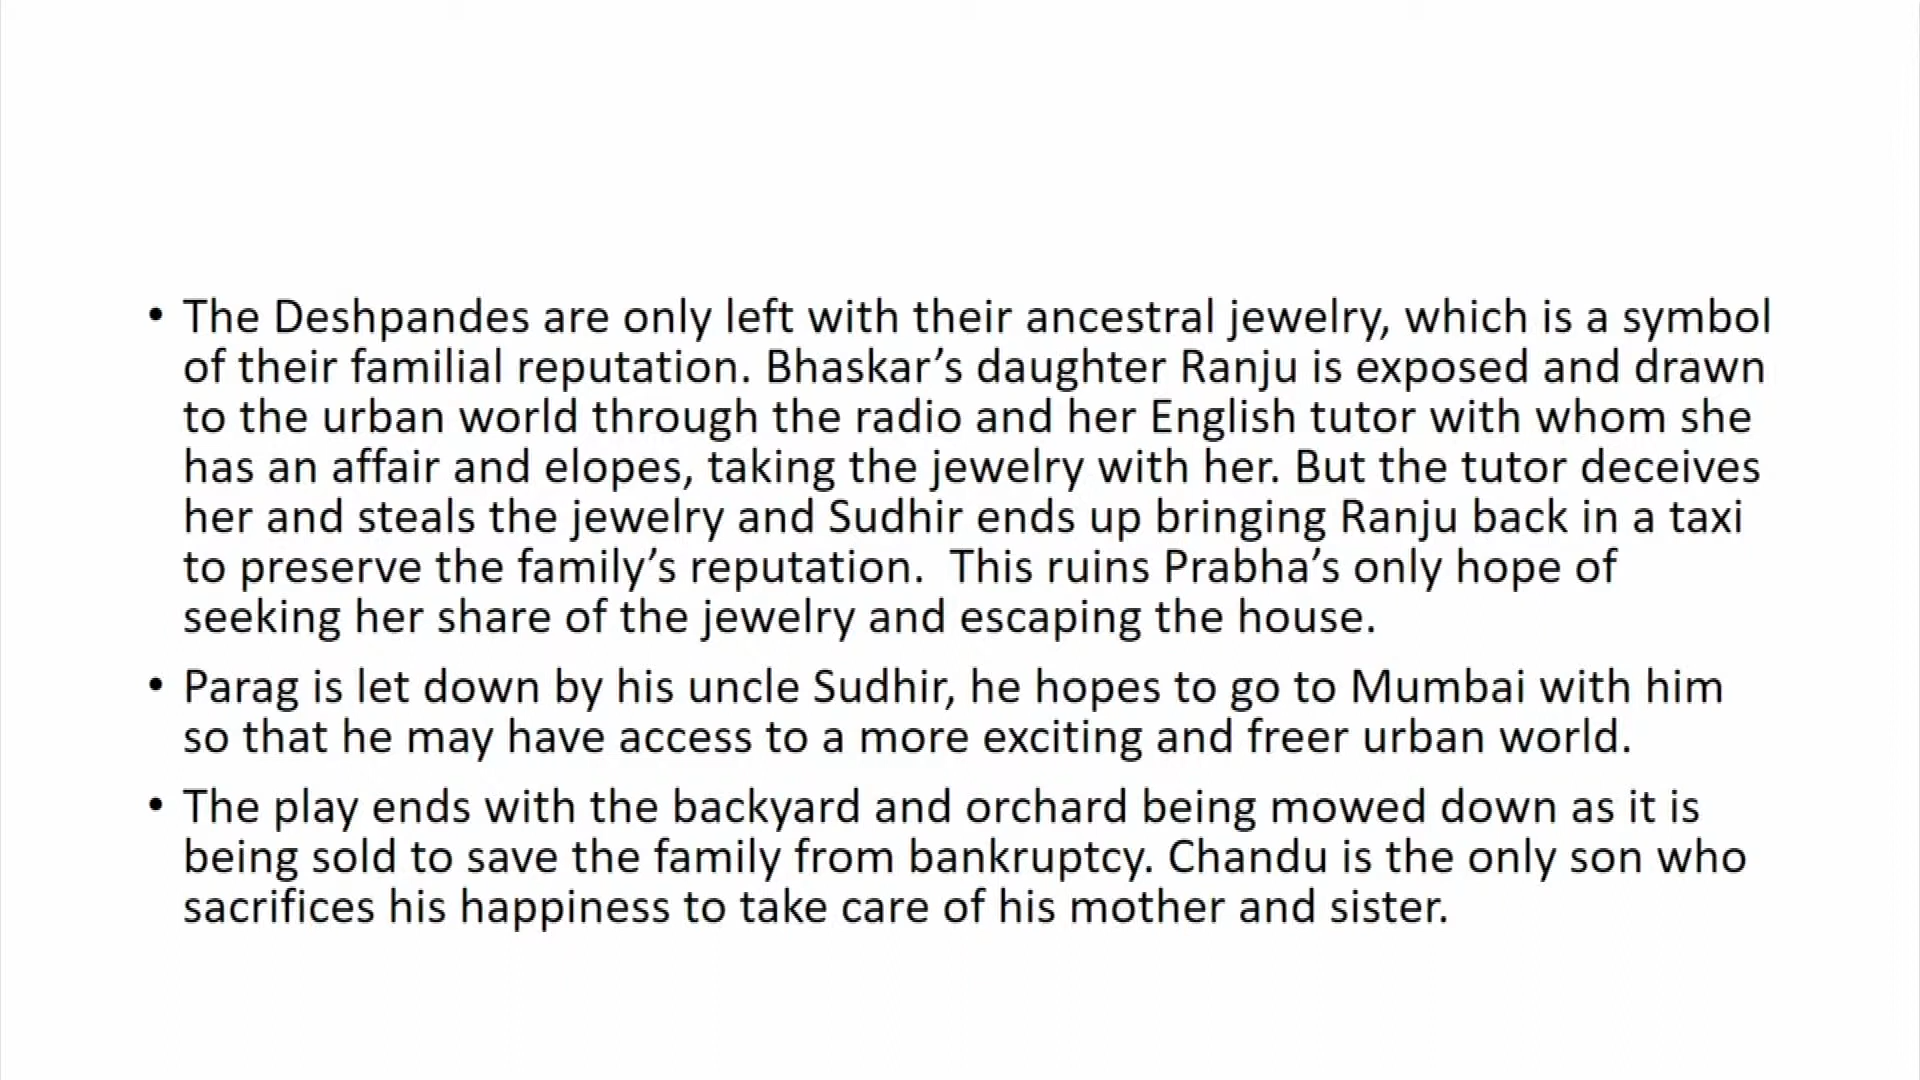 • The Deshpandes are only left with their ancestral jewelry, which is a symbol
of their familial reputation. Bhaskar’s daughter Ranju is exposed and drawn
to the urban world through the radio and her English tutor with whom she
has an affair and elopes, taking the jewelry with her. But the tutor deceives
her and steals the jewelry and Sudhir ends up bringing Ranju back in a taxi
to preserve the family’s reputation.  This ruins Prabha’s only hope of
seeking her share of the jewelry and escaping the house.
• Parag is let down by his uncle Sudhir, he hopes to go to Mumbai with him
so that he may have access to a more exciting and freer urban world.
• The play ends with the backyard and orchard being mowed down as it is
being sold to save the family from bankruptcy. Chandu is the only son who
sacrifices his happiness to take care of his mother and sister.